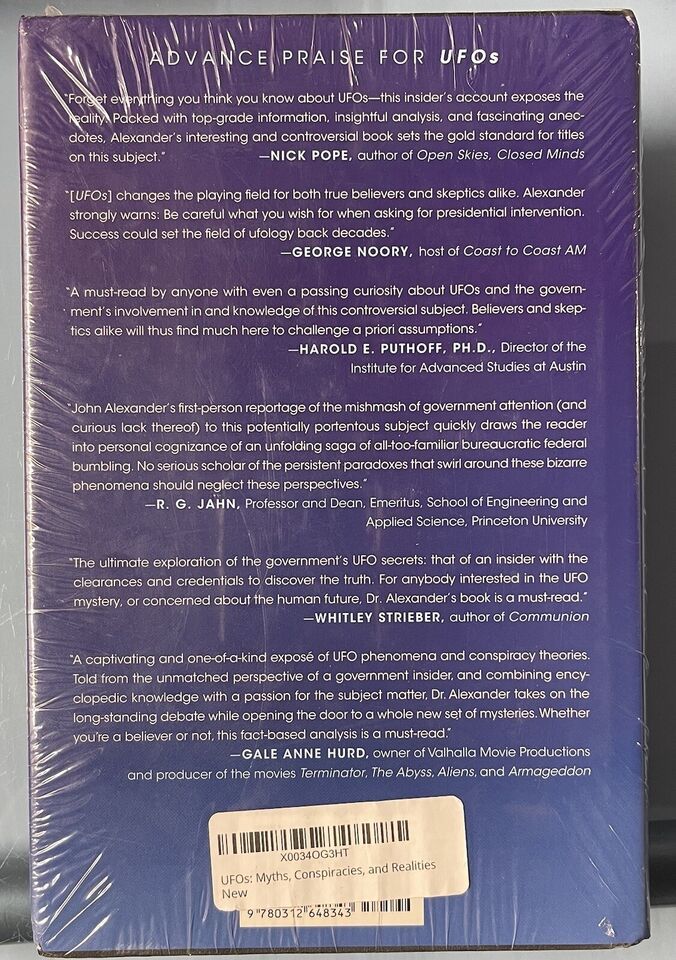 ADVANCE PRAISE FOR UFOs
"Forget everything you think you know about UFOs—this insider's account exposes the
reality. Packed with top-grade information, insightful analysis, and fascinating anec-
dotes, Alexander's interesting and controversial book sets the gold standard for titles
on this subject." —NICK POPE, author of Open Skies, Closed Minds
"[UFOs] changes the playing field for both true believers and skeptics alike. Alexander
strongly warns: Be careful what you wish for when asking for presidential intervention.
Success could set the field of ufology back decades."
—GEORGE NOORY, host of Coast to Coast AM
"A must-read by anyone with even a passing curiosity about UFOs and the govern-
ment's involvement in and knowledge of this controversial subject. Believers and skep-
tics alike will thus find much here to challenge a priori assumptions."
—HAROLD E. PUTHOFF, PH.D., Director of the
Institute for Advanced Studies at Austin
"John Alexander's first-person reportage of the mishmash of government attention (and
curious lack thereof) to this potentially portentous subject quickly draws the reader
into personal cognizance of an unfolding saga of all-too-familiar bureaucratic federal
bumbling. No serious scholar of the persistent paradoxes that swirl around these bizarre
phenomena should neglect these perspectives."
—R. G. JAHN, Professor and Dean, Emeritus, School of Engineering and
Applied Science, Princeton University
"The ultimate exploration of the government's UFO secrets: that of an insider with the
clearances and credentials to discover the truth. For anybody interested in the UFO
mystery, or concerned about the human future, Dr. Alexander's book is a must-read."
—WHITLEY STRIEBER, author of Communion
"A captivating and one-of-a-kind exposé of UFO phenomena and conspiracy theories.
Told from the unmatched perspective of a government insider, and combining ency-
clopedic knowledge with a passion for the subject matter, Dr. Alexander takes on the
long-standing debate while opening the door to a whole new set of mysteries. Whether
you're a believer or not, this fact-based analysis is a must-read."
—GALE ANNE HURD, owner of Valhalla Movie Productions
and producer of the movies Terminator, The Abyss, Aliens, and Armageddon
X0034OG3HT
UFOs: Myths, Conspiracies, and Realities
New
9 780312 648343